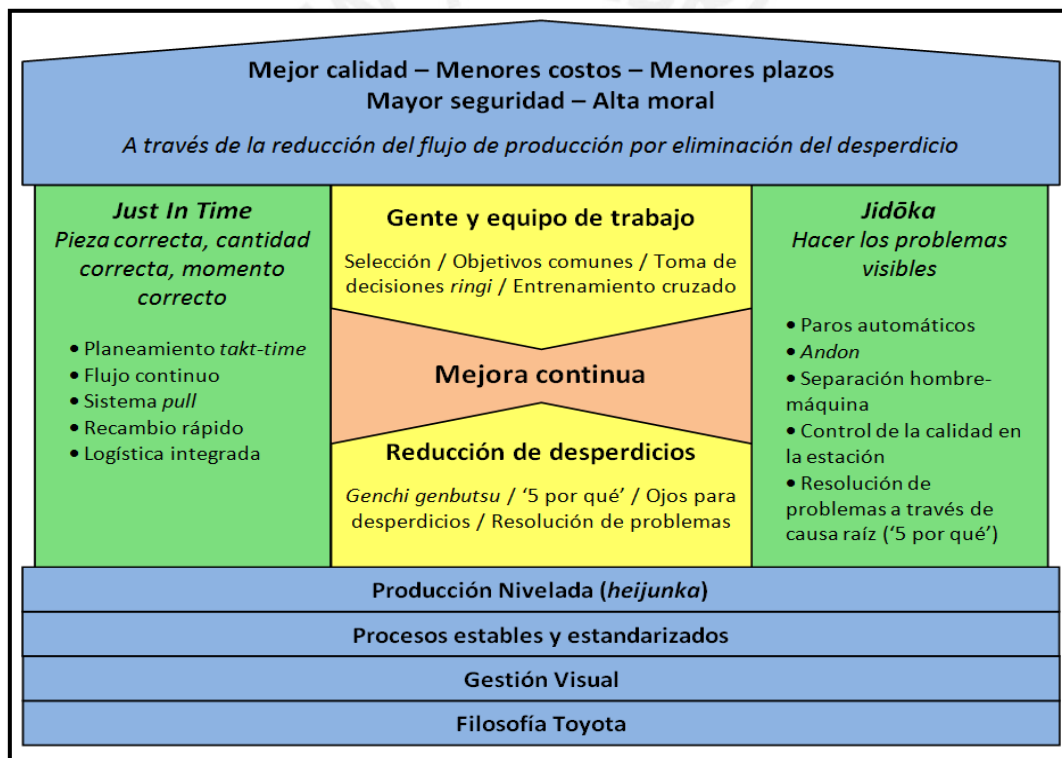 Mejor calidad – Menores costos – Menores plazos
Mayor seguridad – Alta moral
A través de la reducción del flujo de producción por eliminación del desperdicio
Just In Time
Pieza correcta, cantidad
correcta, momento
correcto
• Planeamiento takt-time
• Flujo continuo
• Sistema pull
• Recambio rápido
• Logística integrada
Gente y equipo de trabajo
Selección / Objetivos comunes / Toma de
decisiones ringi / Entrenamiento cruzado
Mejora continua
Reducción de desperdicios
Genchi genbutsu / ‘5 por qué’ / Ojos para
desperdicios / Resolución de problemas
Jidōka
Hacer los problemas
visibles
• Paros automáticos
• Andon
• Separación hombre-
máquina
• Control de la calidad en
la estación
• Resolución de
problemas a través de
causa raíz (‘5 por qué’)
Producción Nivelada (heijunka)
Procesos estables y estandarizados
Gestión Visual
Filosofía Toyota